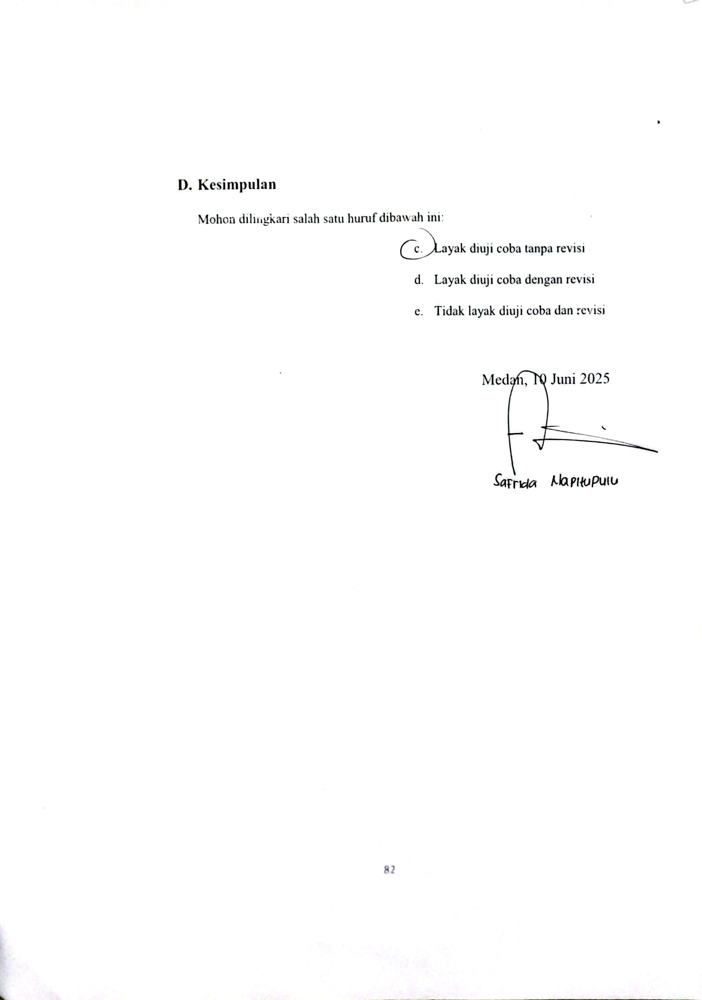 D. Kesimpulan
Mohon dilingkari salah satu huruf dibawah ini:
c. Layak diuji coba tanpa revisi
d. Layak diuji coba dengan revisi
e. Tidak layak diuji coba dan revisi
Medan, 10 Juni 2025
Safrida Napitupulu
82